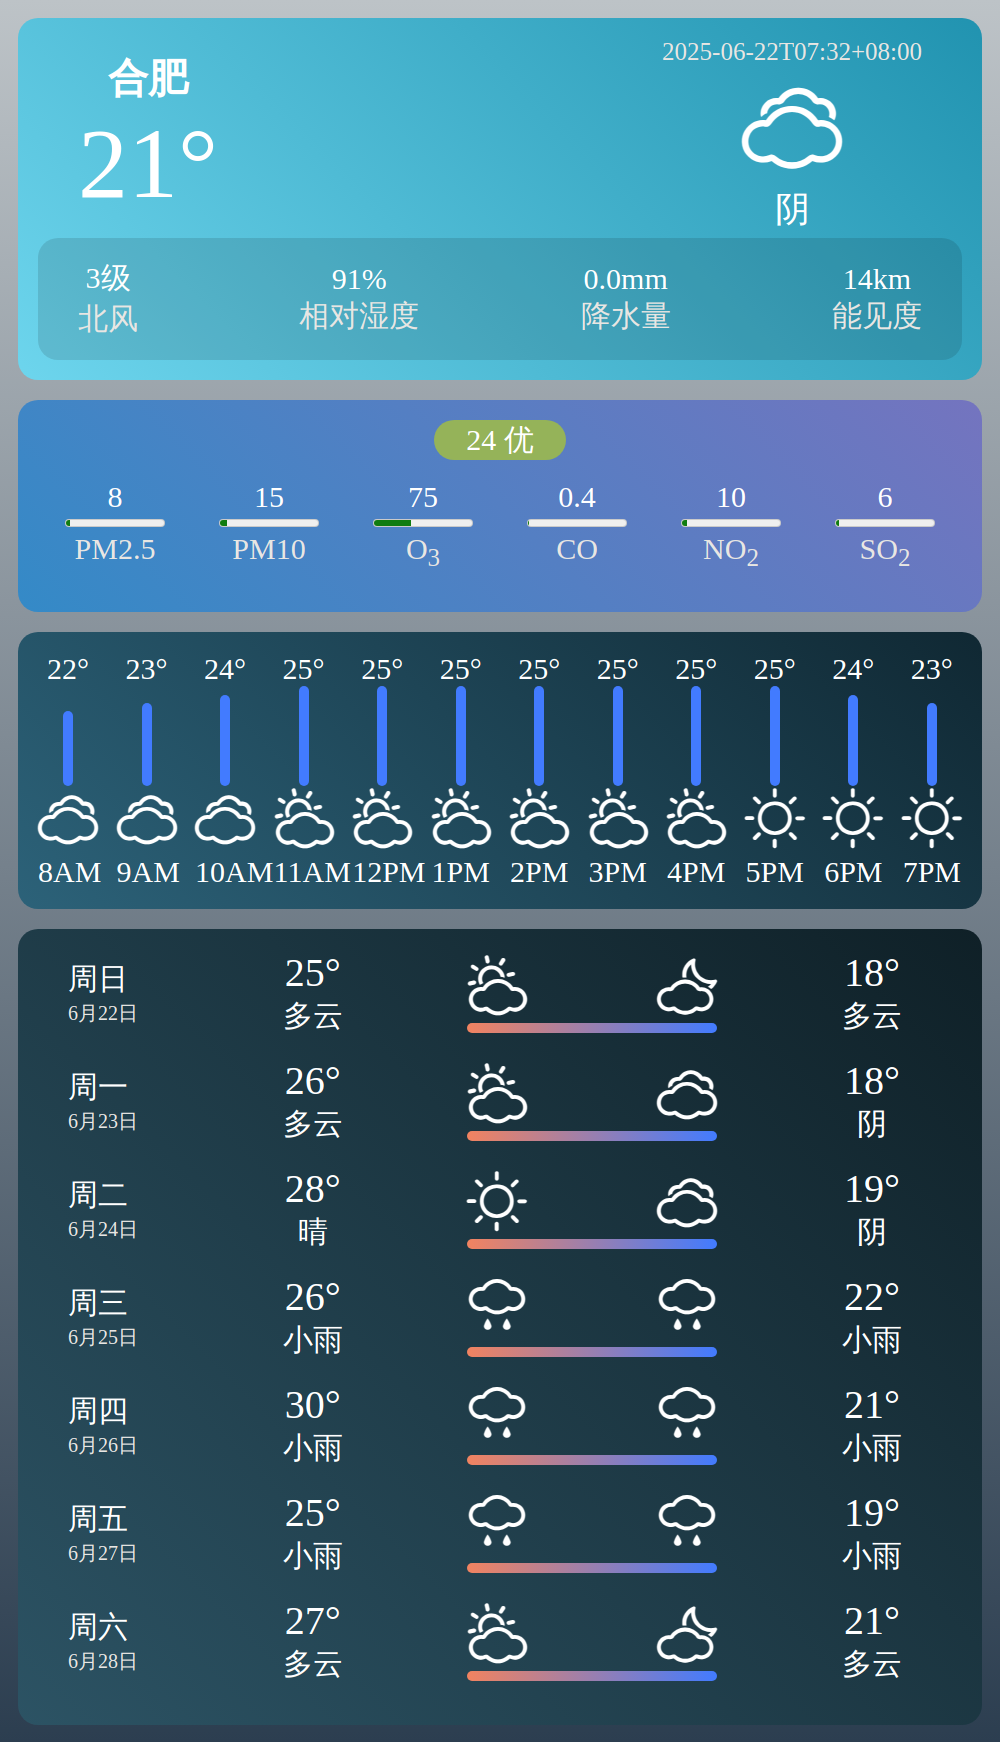 合肥
21°
2025-06-22T07:32+08:00
阴
3级 91% 0.0mm 14km
北风 相对湿度 降水量 能见度
24 优
8 15 75 0.4 10 6
PM2.5 PM10 O3 CO NO2 SO2
22° 23° 24° 25° 25° 25° 25° 25° 25° 25° 24° 23°
8AM 9AM 10AM 11AM 12PM 1PM 2PM 3PM 4PM 5PM 6PM 7PM
周日 25° 18°
6月22日 多云 多云
周一 26° 18°
6月23日 多云 阴
周二 28° 19°
6月24日 晴 阴
周三 26° 22°
6月25日 小雨 小雨
周四 30° 21°
6月26日 小雨 小雨
周五 25° 19°
6月27日 小雨 小雨
周六 27° 21°
6月28日 多云 多云